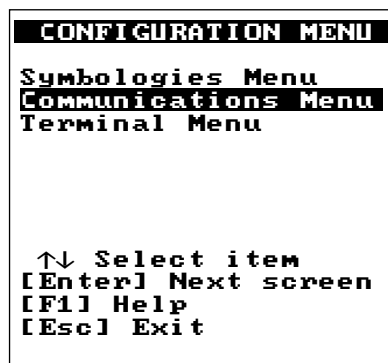 CONFIGURATION MENU
Symbologies Menu
Communications Menu
Terminal Menu
↑↓ Select item
[Enter] Next screen
[F1] Help
[Esc] Exit